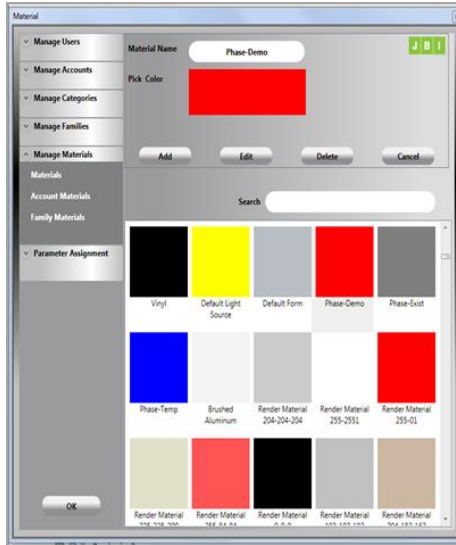 Material
Manage Users
Manage Accounts
Manage Categories
Manage Families
Manage Materials
Materials
Account Materials
Family Materials
Parameter Assignment
OK
Material Name
Phase-Demo
J B I
Pick Color
Add Edit Delete Cancel
Search
Vinyl
Default Light
Source
Default Form
Phase-Demo
Phase-Exist
Phase-Temp
Brushed
Aluminum
Render Material
204-204-204
Render Material
255-2551
Render Material
255-01
Render Material
Render Material
Render Material
Render Material
Render Material